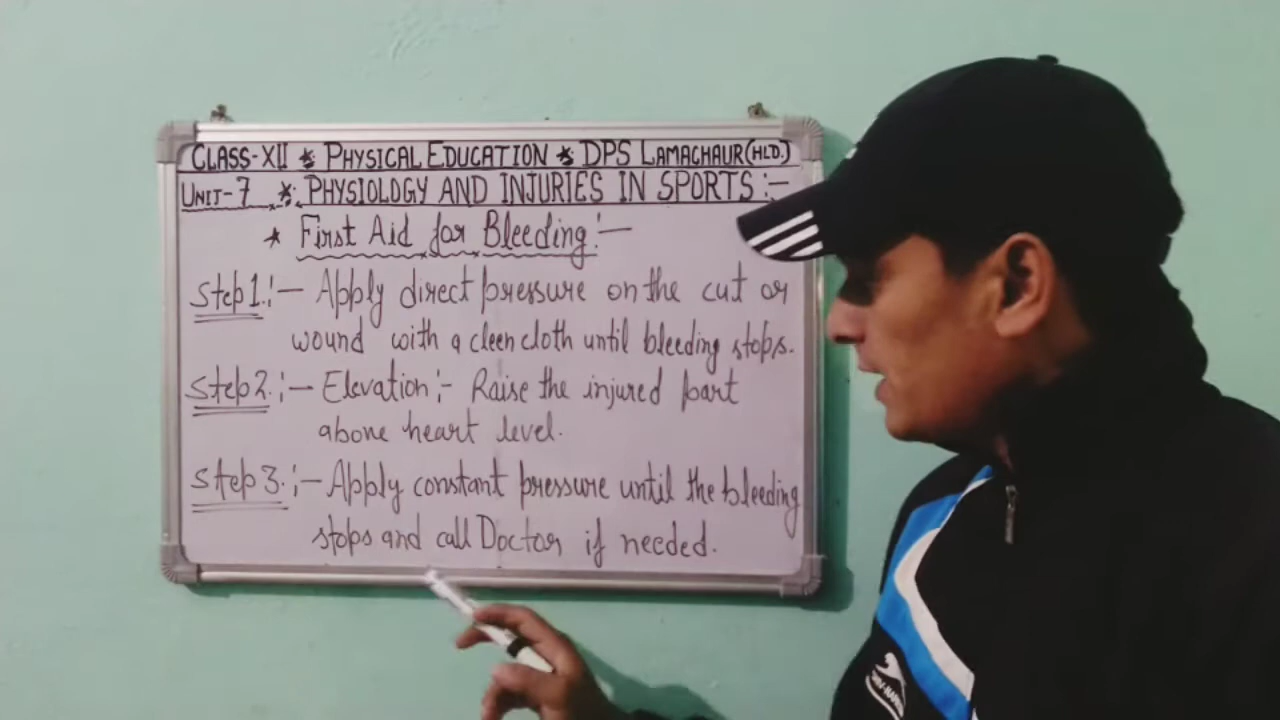 CLASS-XII * PHYSICAL EDUCATION * DPS LAMACHAUR(HLD.)
UNIT-7 * PHYSIOLOGY AND INJURIES IN SPORTS :-
* First Aid for Bleeding:-
Step 1.:- Apply direct pressure on the cut or
wound with a cleen cloth until bleeding stops.
Step 2.:- Elevation:- Raise the injured part
above heart level.
Step 3.:- Apply constant pressure until the bleeding
stops and call Doctor if needed.